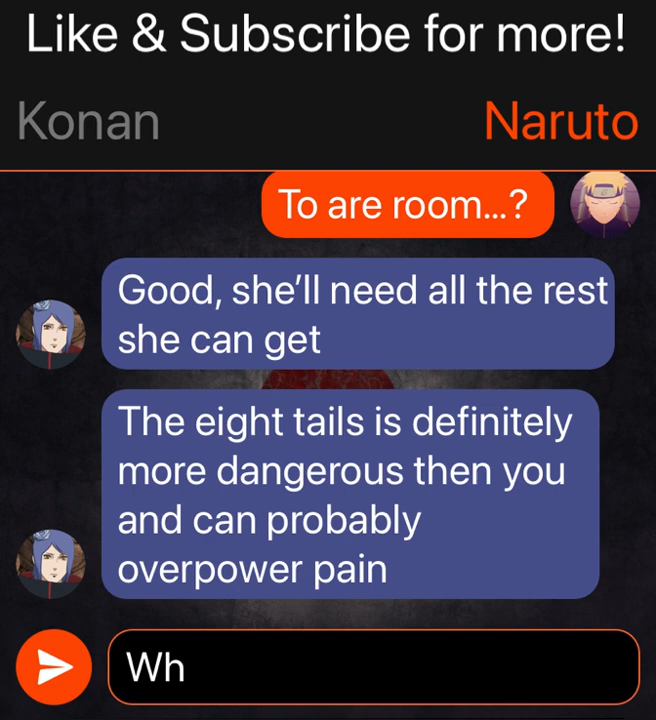 Like & Subscribe for more!
Konan
Naruto
To are room...?
Good, she'll need all the rest
she can get
The eight tails is definitely
more dangerous then you
and can probably
overpower pain
Wh